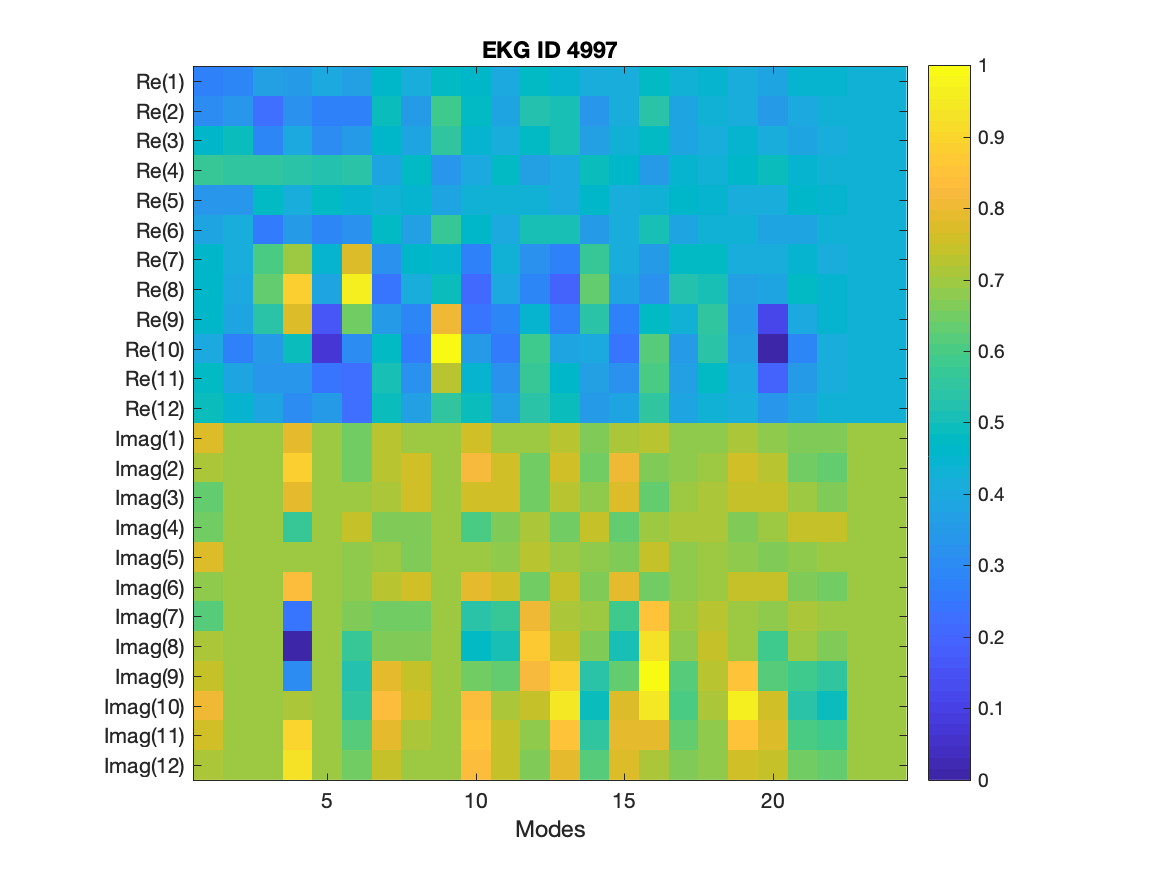 EKG ID 4997
Re(1)
Re(2)
Re(3)
Re(4)
Re(5)
Re(6)
Re(7)
Re(8)
Re(9)
Re(10)
Re(11)
Re(12)
Imag(1)
Imag(2)
Imag(3)
Imag(4)
Imag(5)
Imag(6)
Imag(7)
Imag(8)
Imag(9)
Imag(10)
Imag(11)
Imag(12)
5 10 15 20
Modes
1
0.9
0.8
0.7
0.6
0.5
0.4
0.3
0.2
0.1
0